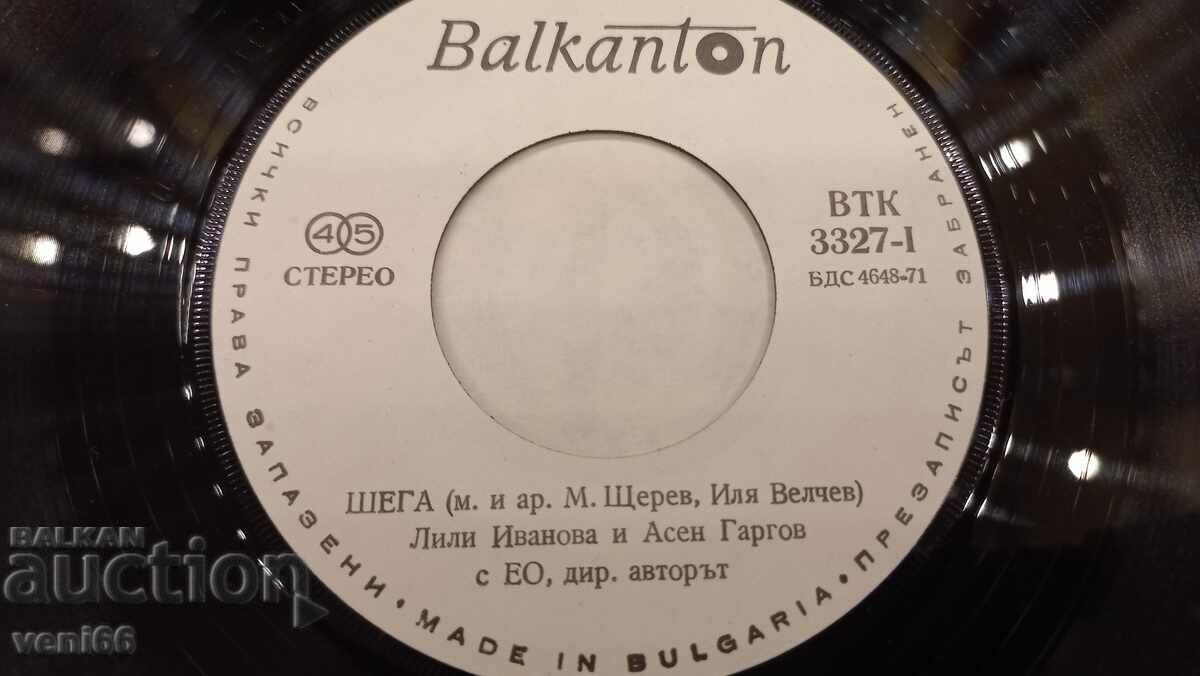 Balkanton
45
СТЕРЕО
ВТК
3327-I
БДС 4648-71
ШЕГА (м. и ар. М. Щерев, Иля Велчев)
Лили Иванова и Асен Гаргов
с ЕО, дир. авторът
ВСИЧКИ ПРАВА ЗАПАЗЕНИ • MADE IN BULGARIA • ПРЕЗАПИСЪТ ЗАБРАНЕН
BALKAN
auction
veni66